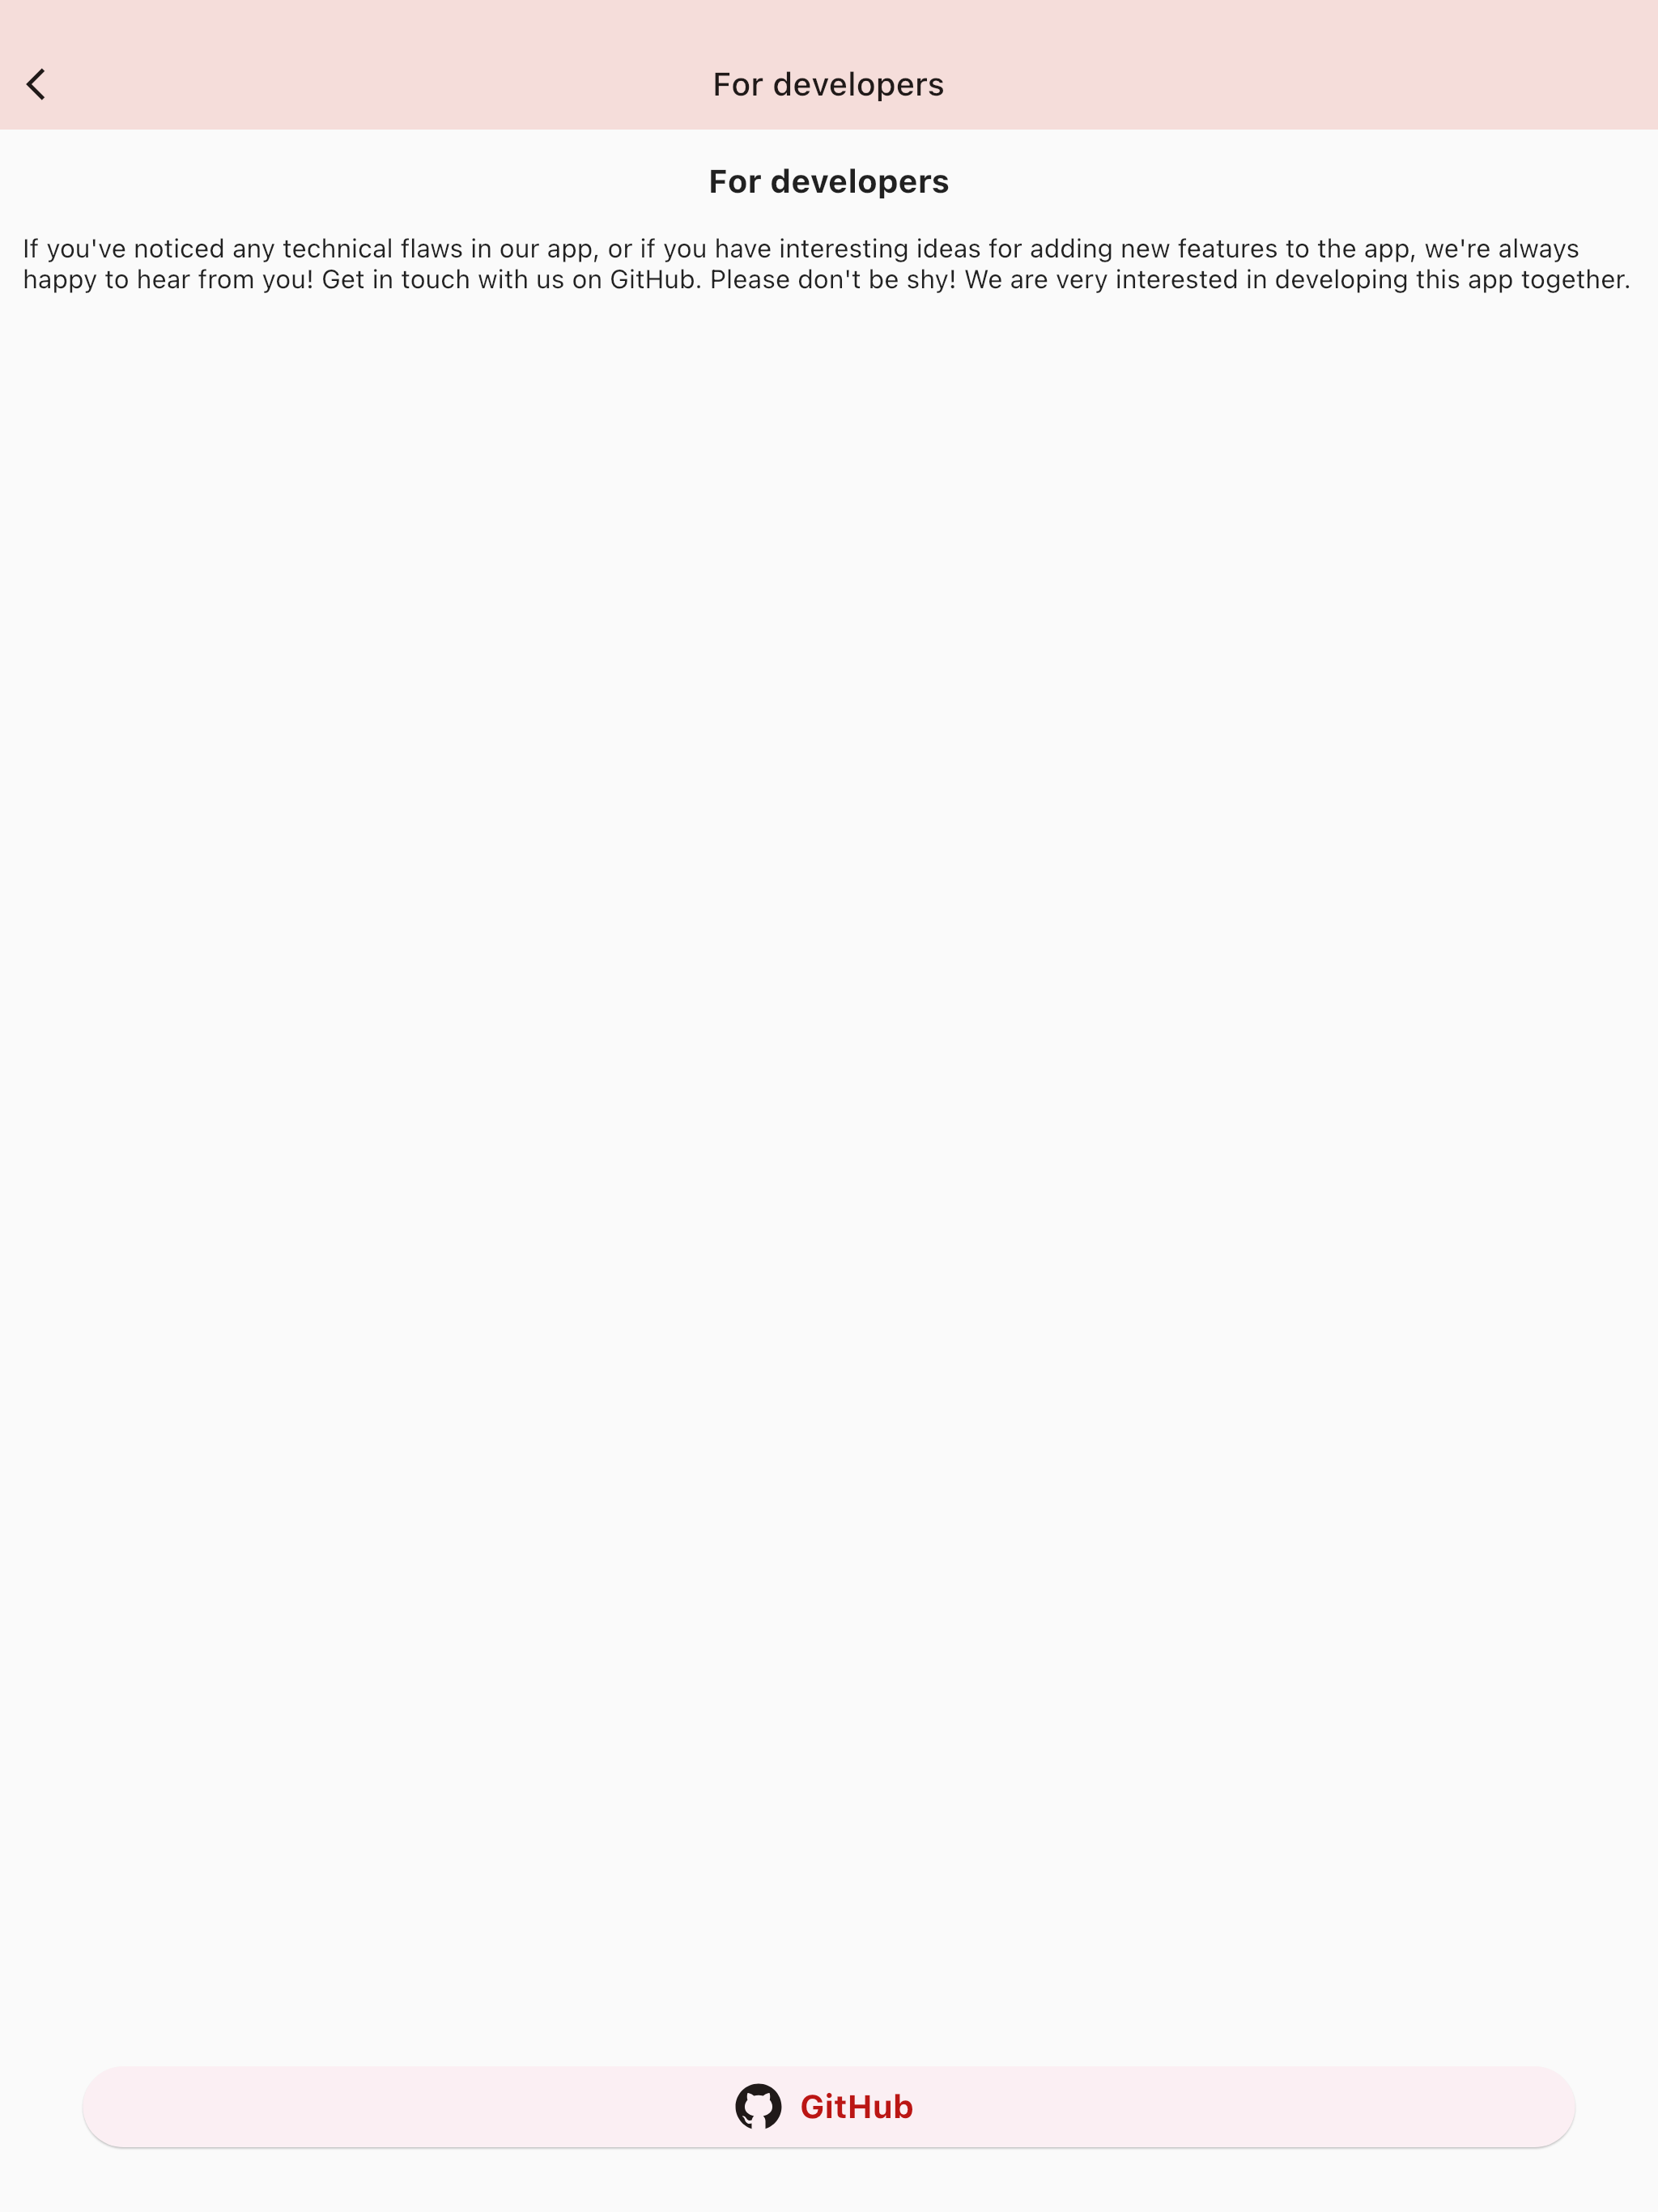 For developers
For developers
If you've noticed any technical flaws in our app, or if you have interesting ideas for adding new features to the app, we're always
happy to hear from you! Get in touch with us on GitHub. Please don't be shy! We are very interested in developing this app together.
GitHub